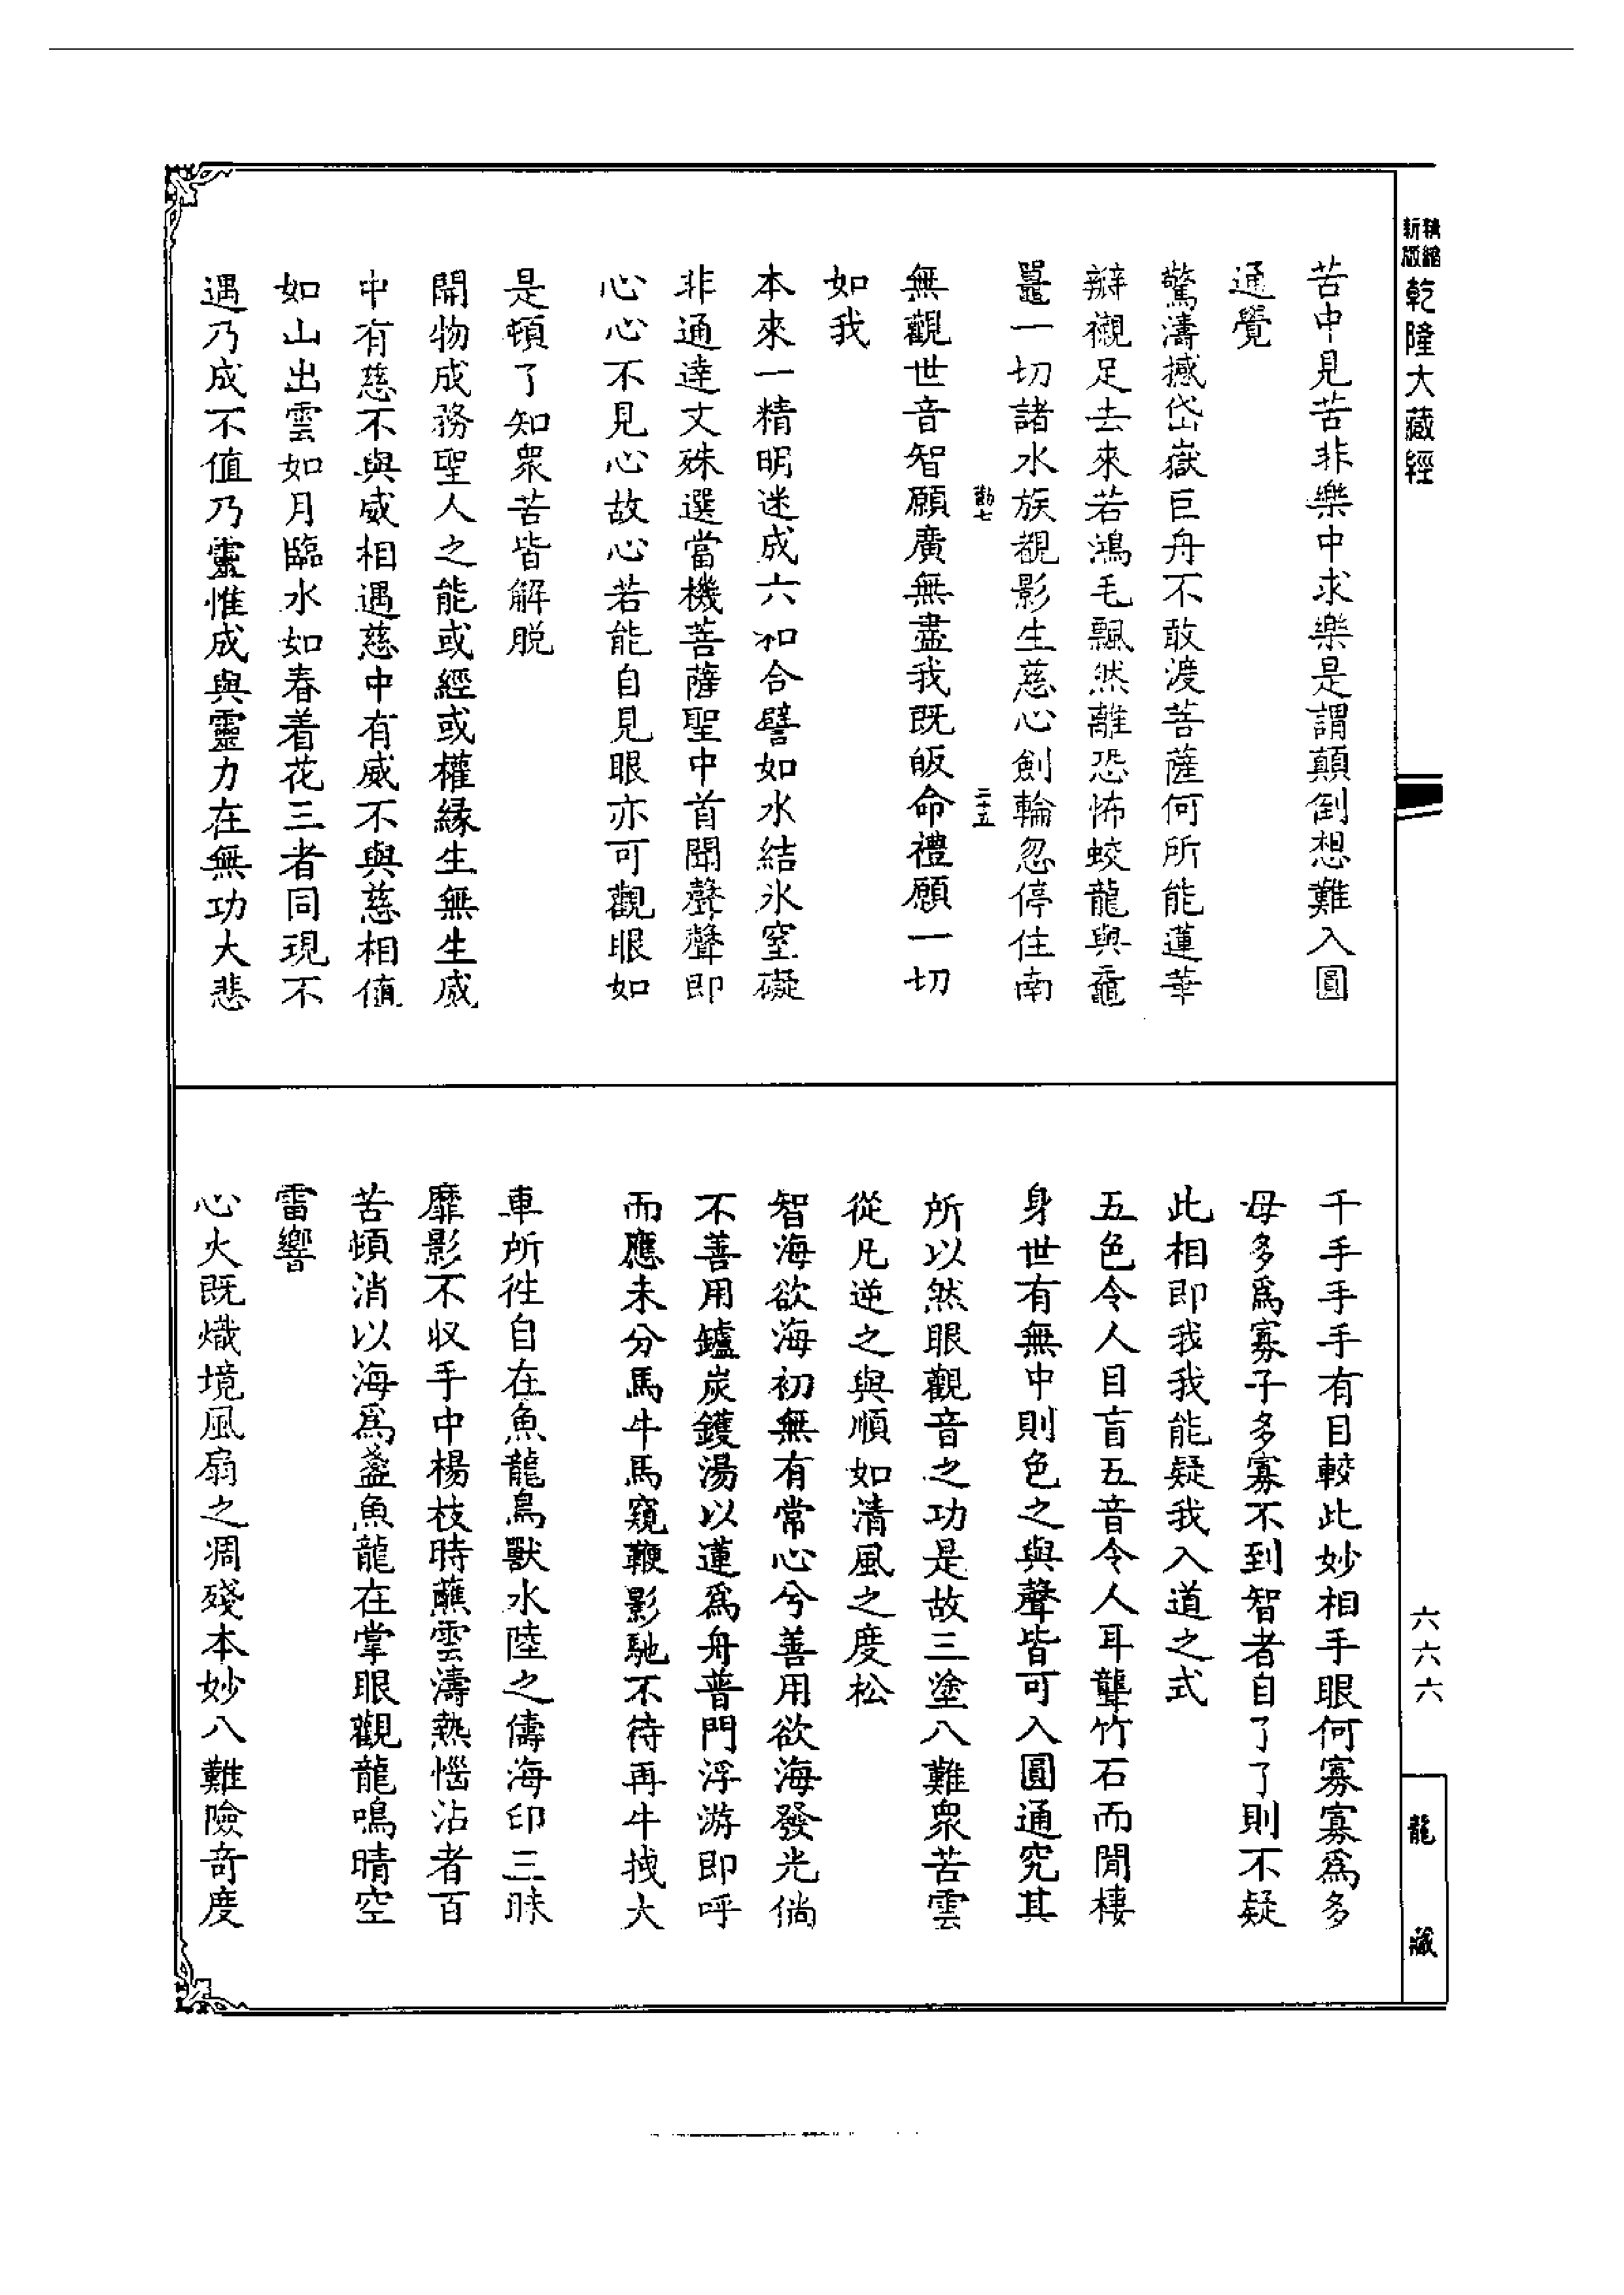 精縮新版乾隆大藏經
苦中見苦非樂中求樂是謂顛倒想難入圓
通覺
驚濤撼岱嶽巨舟不敢渡菩薩何所能蓮華
辦襯足去來若鴻毛飄然離恐怖蛟龍與黿
鼉一切諸水族覩影生慈心劍輪忽停住南
勤七
二十五
無觀世音智願廣無盡我既皈命禮願一切
如我
本來一精明迷成六和合譬如水結氷窒礙
非通達文殊選當機菩薩聖中首聞聲聲即
心心不見心故心若能自見眼亦可觀眼如
是頓了知衆苦皆解脱
開物成務聖人之能或經或權緣生無生威
中有慈不與威相遇慈中有威不與慈相值
如山出雲如月臨水如春着花三者同現不
遇乃成不值乃靈惟成與靈力在無功大悲
千手手手有目較此妙相手眼何寡寡爲多
母多爲寡子多寡不到智者自了了則不疑
此相即我我能疑我入道之式
五色令人目盲五音令人耳聾竹石而閒棲
身世有無中則色之與聲皆可入圓通究其
所以然眼觀音之功是故三塗八難衆苦雲
從凡逆之與順如清風之度松
智海欲海初無有常心兮善用欲海發光倘
不善用鑪炭鑊湯以蓮爲舟普門浮游即呼
而應未分馬牛馬窺鞭影馳不待再牛拽大
車所徃自在魚龍鳥獸水陸之儔海印三昧
靡影不収手中楊枝時蘸雲濤熱惱沾者百
苦頓消以海爲盞魚龍在掌眼觀龍鳴晴空
雷響
心火既熾境風扇之凋殘本妙八難險奇度
六六六
龍藏